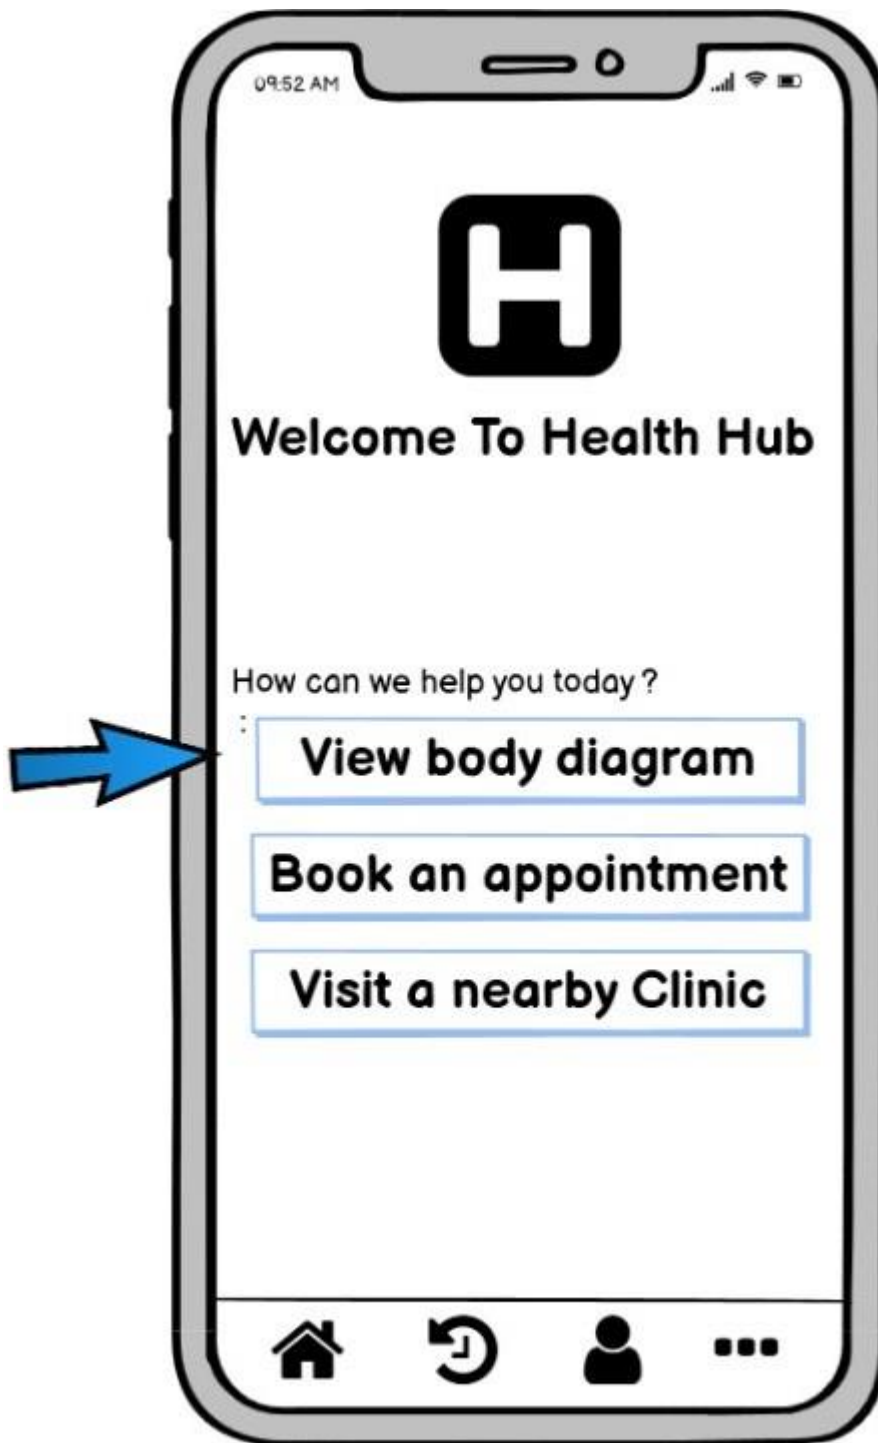 09:52 AM
H
Welcome To Health Hub
How can we help you today ?
:
View body diagram
Book an appointment
Visit a nearby Clinic